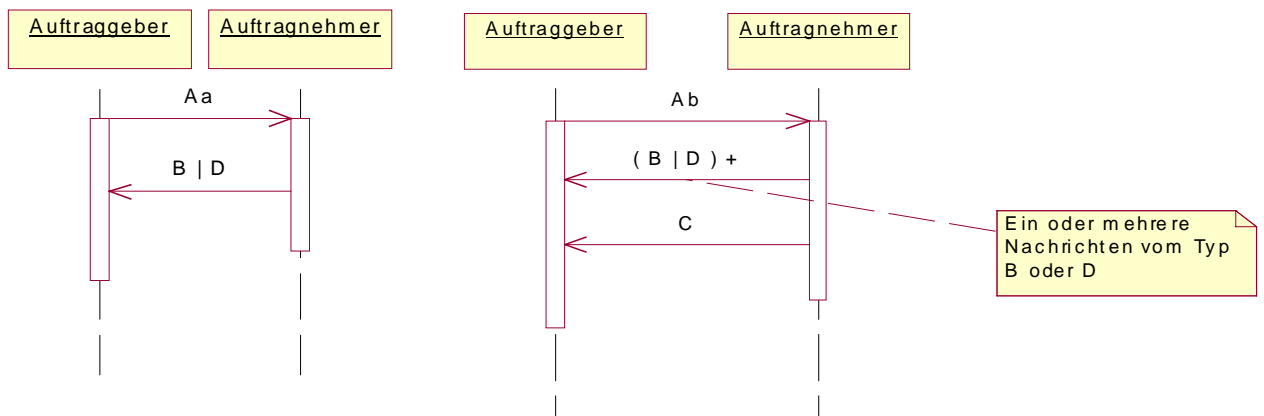 Auftraggeber Auftragnehmer
Aa
B | D
Auftraggeber Auftragnehmer
Ab
( B | D ) +
C
Ein oder mehrere
Nachrichten vom Typ
B oder D